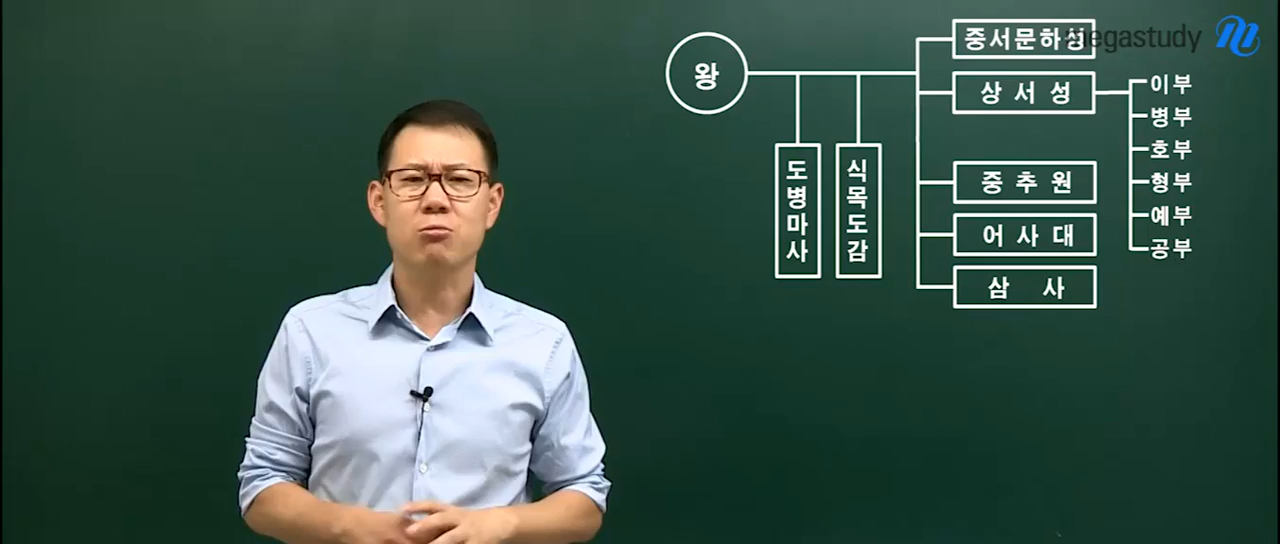 왕
도병마사
식목도감
중서문하성
megastudy
상서성
중추원
어사대
삼사
이부
병부
호부
형부
예부
공부